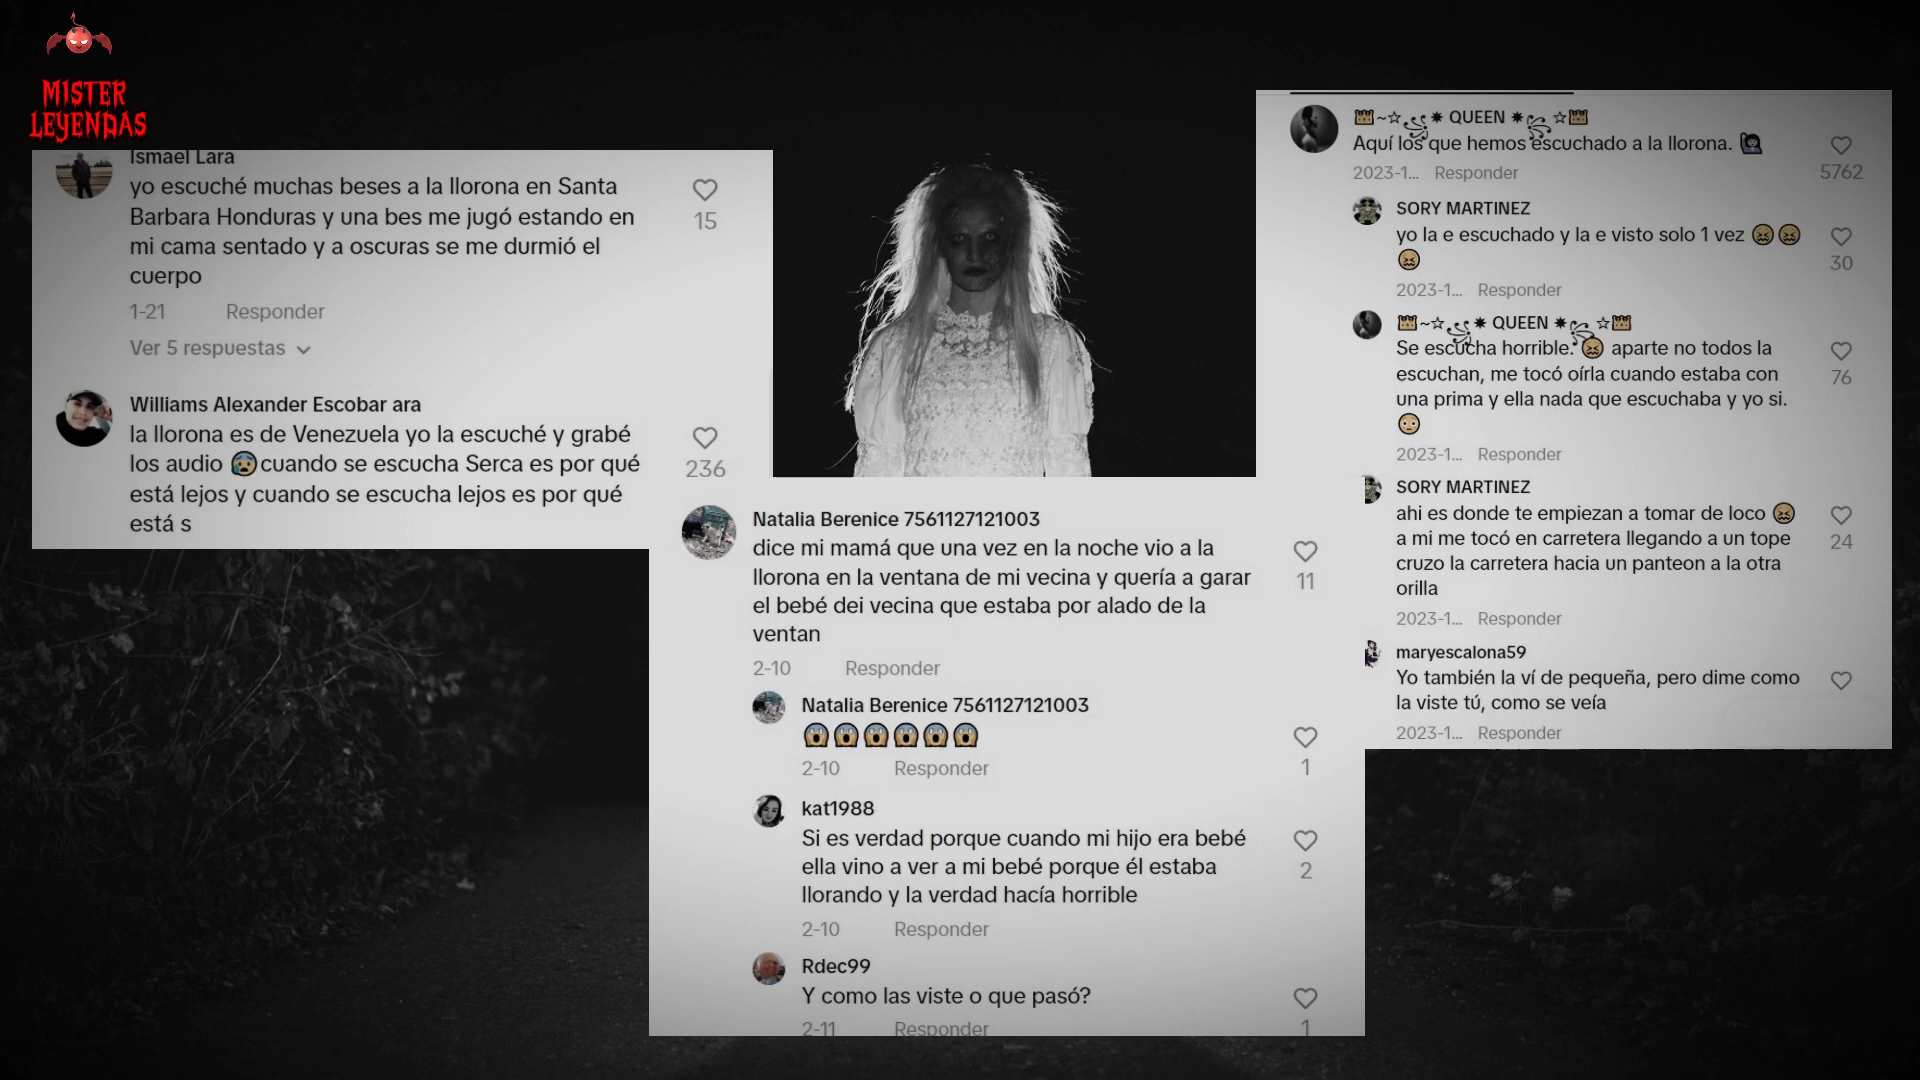 MISTER
LEYENDAS
Ismael Lara
yo escuché muchas beses a la llorona en Santa
Barbara Honduras y una bes me jugó estando en
mi cama sentado y a oscuras se me durmió el
cuerpo
15
1-21 Responder
Ver 5 respuestas
Williams Alexander Escobar ara
la llorona es de Venezuela yo la escuché y grabé
los audio 😰cuando se escucha Serca es por qué
está lejos y cuando se escucha lejos es por qué
está s
236
Natalia Berenice 7561127121003
dice mi mamá que una vez en la noche vio a la
llorona en la ventana de mi vecina y quería a garar
el bebé dei vecina que estaba por alado de la
ventan
11
2-10 Responder
Natalia Berenice 7561127121003
😱😱😱😱😱😱
2-10 Responder
1
kat1988
Si es verdad porque cuando mi hijo era bebé
ella vino a ver a mi bebé porque él estaba
llorando y la verdad hacía horrible
2
2-10 Responder
Rdec99
Y como las viste o que pasó?
2-11 Responder
1
~☆ ✷ QUEEN ✷ ☆
Aquí los que hemos escuchado a la llorona. 🙋🏻‍♀️
2023-1... Responder
5762
SORY MARTINEZ
yo la e escuchado y la e visto solo 1 vez 😖😖
😖
30
2023-1... Responder
~☆ ✷ QUEEN ✷ ☆
Se escucha horrible. 😖 aparte no todos la
escuchan, me tocó oírla cuando estaba con
una prima y ella nada que escuchaba y yo si.
😳
76
2023-1... Responder
SORY MARTINEZ
ahi es donde te empiezan a tomar de loco 😖
a mi me tocó en carretera llegando a un tope
cruzo la carretera hacia un panteon a la otra
orilla
24
2023-1... Responder
maryescalona59
Yo también la ví de pequeña, pero dime como
la viste tú, como se veía
2023-1... Responder